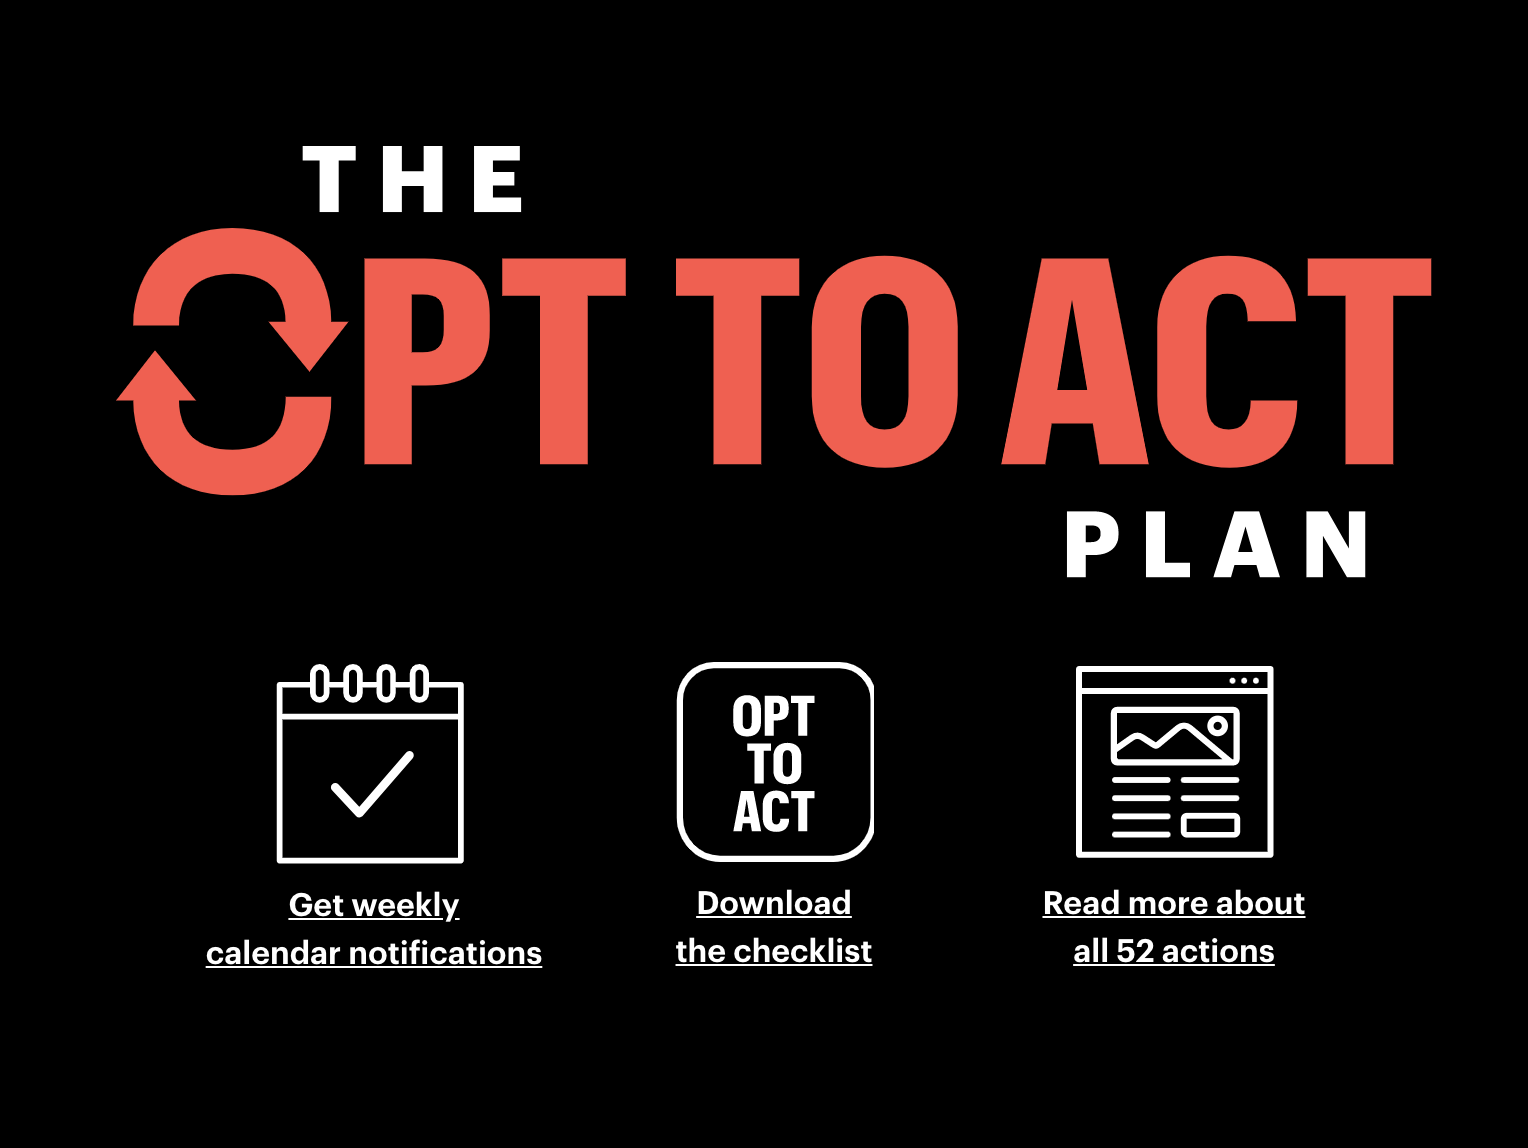 THE
OPT TO ACT
PLAN
OPT
TO
ACT
Get weekly
calendar notifications
Download
the checklist
Read more about
all 52 actions